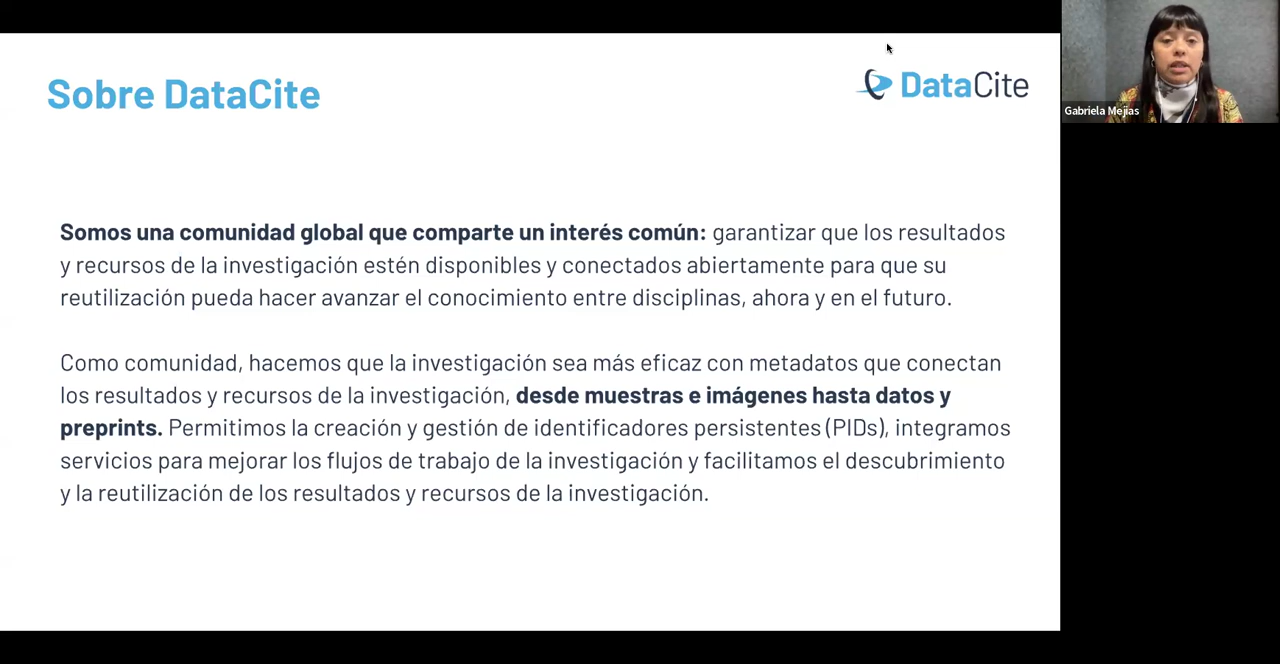 Sobre DataCite
DataCite
Gabriela Mejias
Somos una comunidad global que comparte un interés común: garantizar que los resultados
y recursos de la investigación estén disponibles y conectados abiertamente para que su
reutilización pueda hacer avanzar el conocimiento entre disciplinas, ahora y en el futuro.
Como comunidad, hacemos que la investigación sea más eficaz con metadatos que conectan
los resultados y recursos de la investigación, desde muestras e imágenes hasta datos y
preprints. Permitimos la creación y gestión de identificadores persistentes (PIDs), integramos
servicios para mejorar los flujos de trabajo de la investigación y facilitamos el descubrimiento
y la reutilización de los resultados y recursos de la investigación.